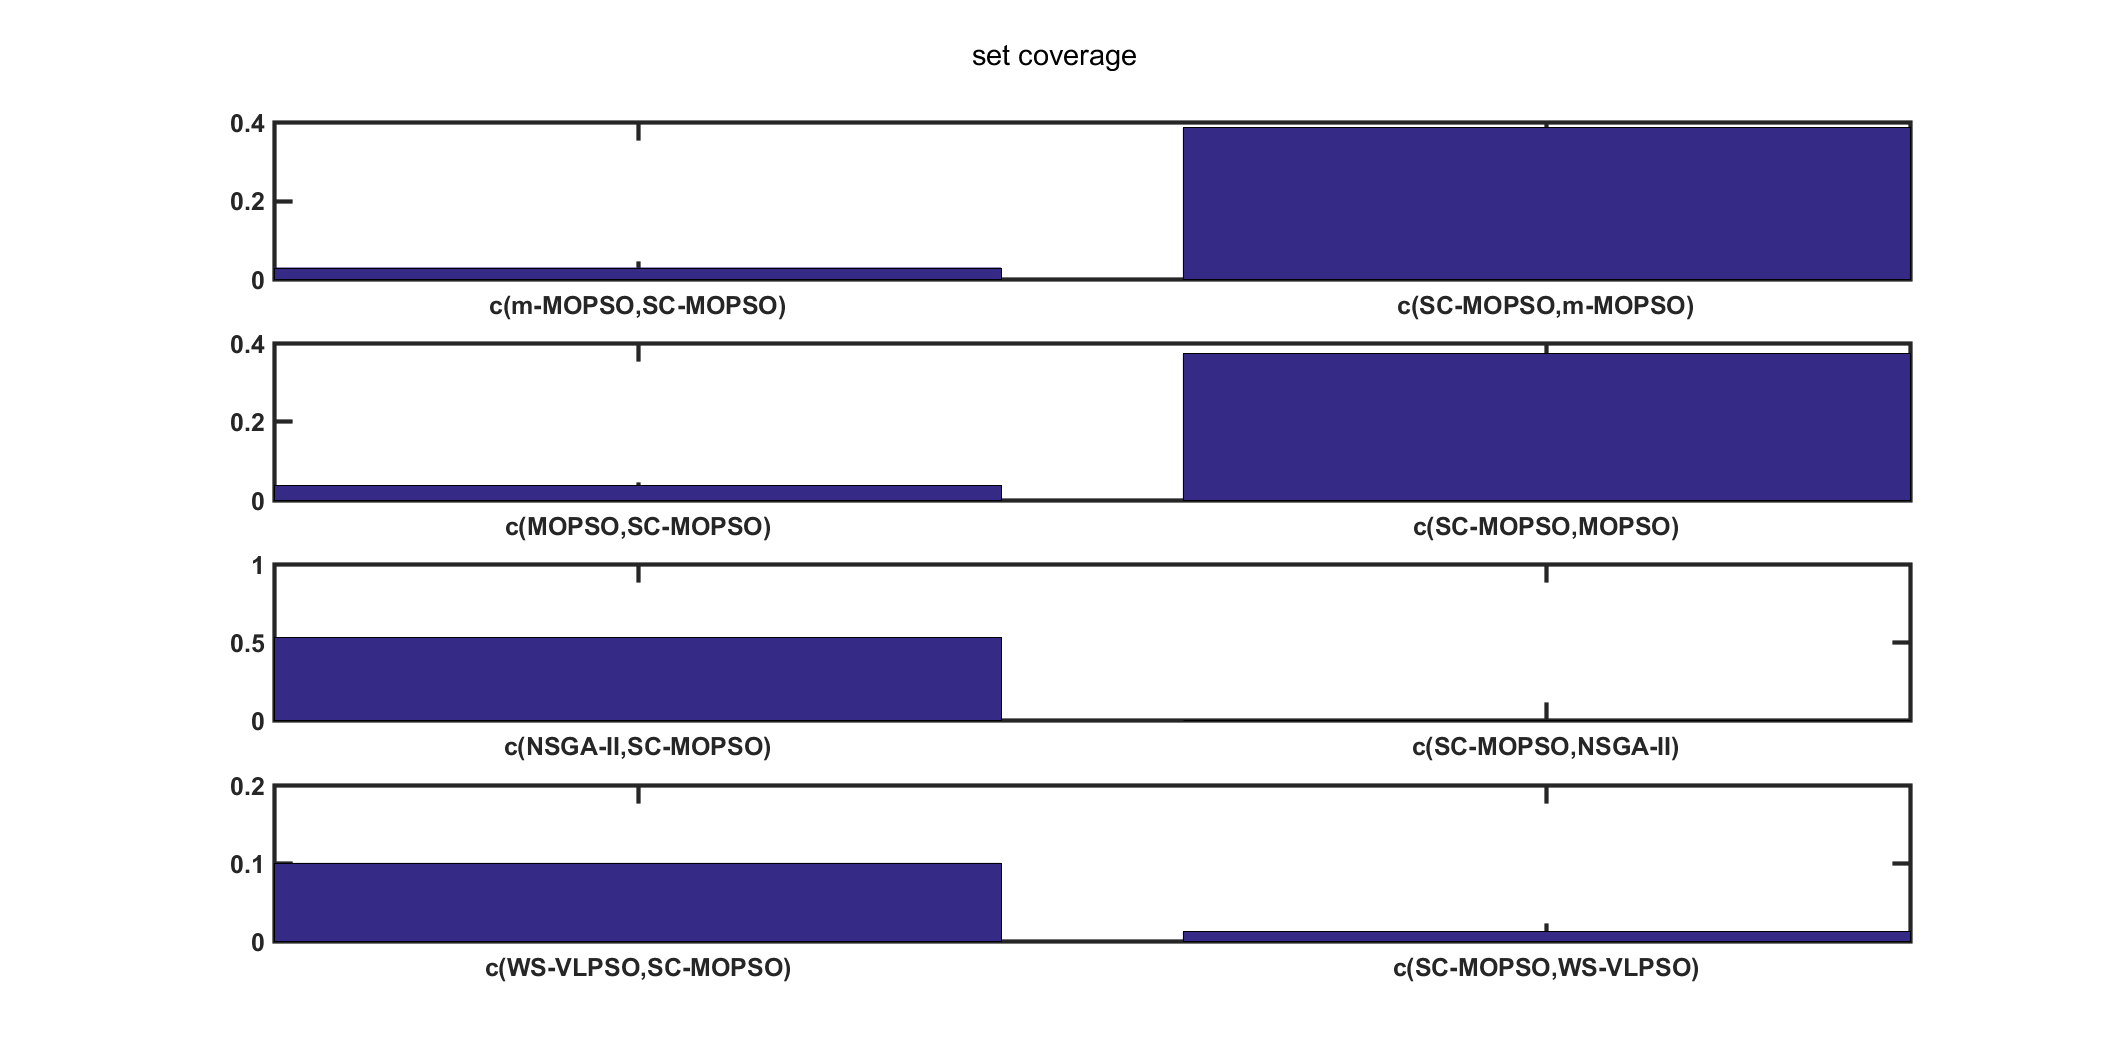 set coverage
0.4
0.2
0
c(m-MOPSO,SC-MOPSO) c(SC-MOPSO,m-MOPSO)
0.4
0.2
0
c(MOPSO,SC-MOPSO) c(SC-MOPSO,MOPSO)
1
0.5
0
c(NSGA-II,SC-MOPSO) c(SC-MOPSO,NSGA-II)
0.2
0.1
0
c(WS-VLPSO,SC-MOPSO) c(SC-MOPSO,WS-VLPSO)